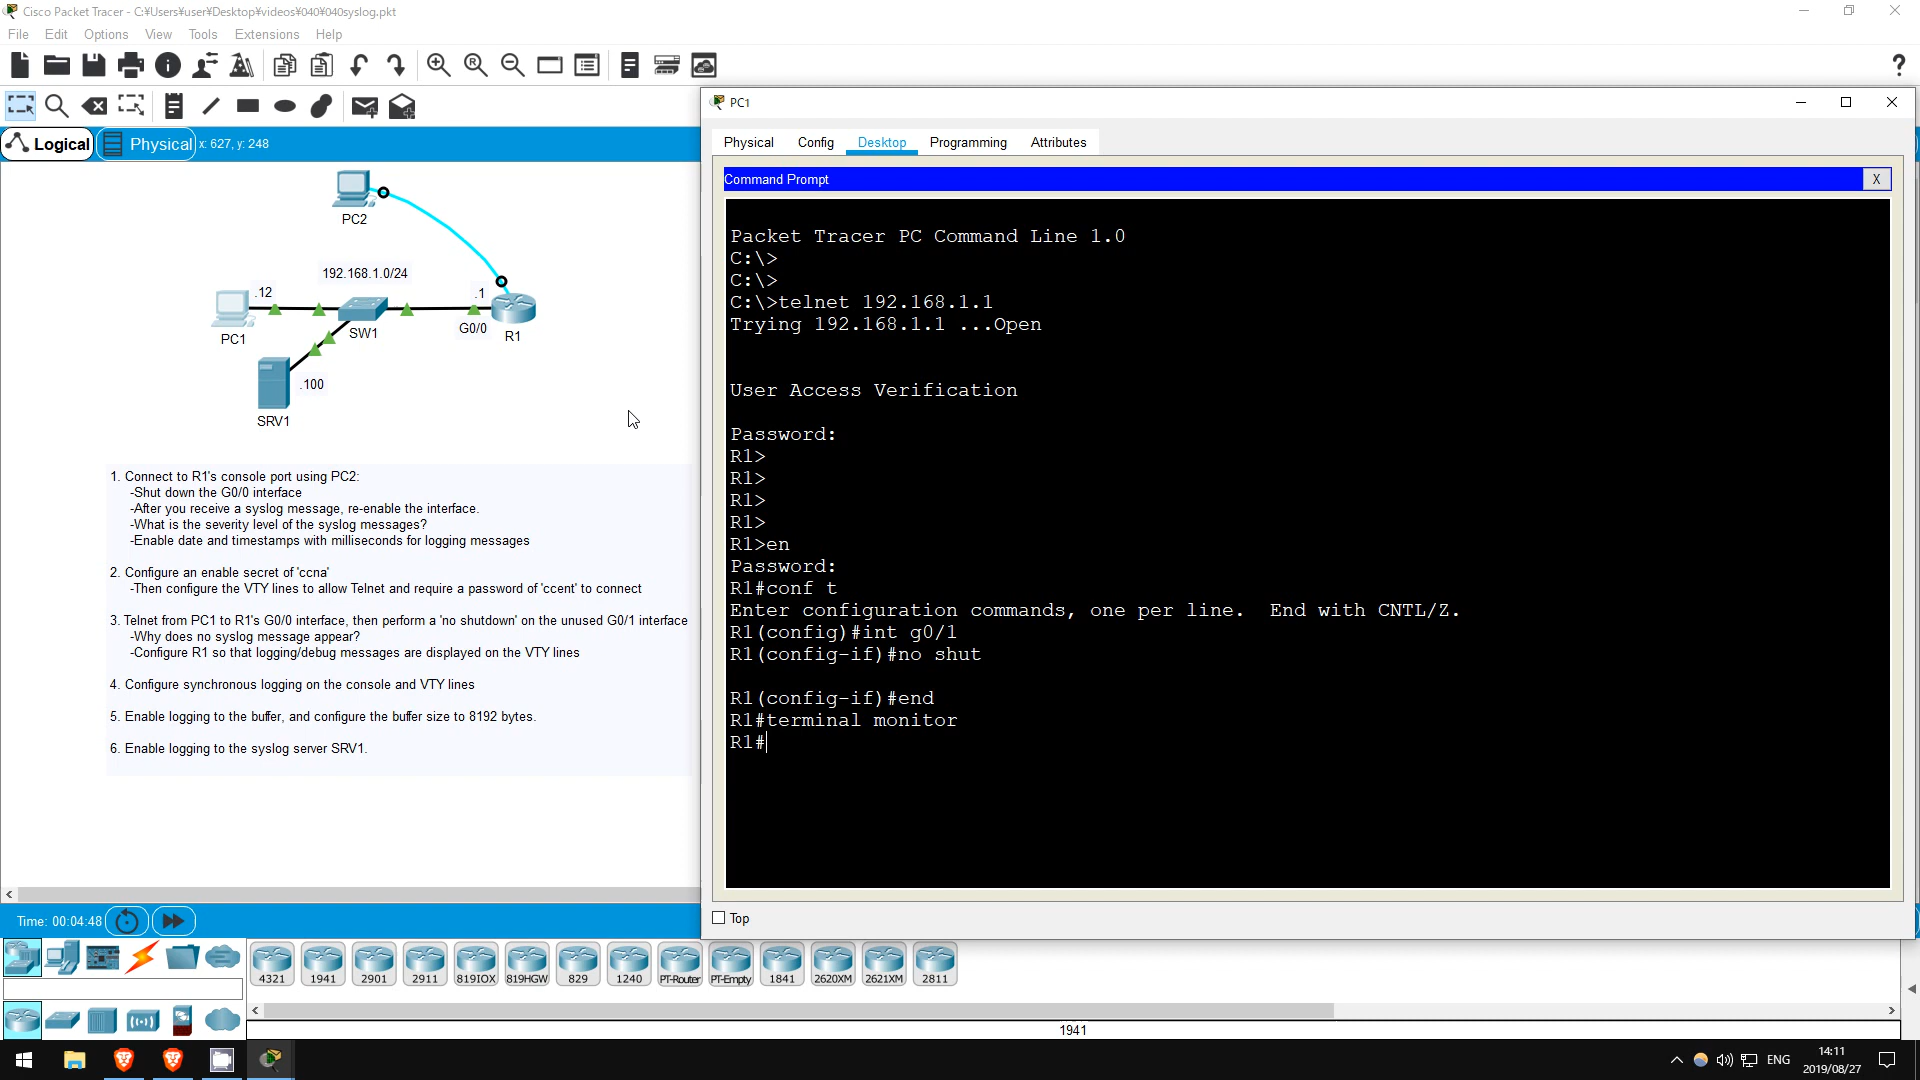 Cisco Packet Tracer - C:¥Users¥user¥Desktop¥videos¥040¥040syslog.pkt
File Edit Options View Tools Extensions Help
PC1
Logical Physical x: 627, y: 248
Physical Config Desktop Programming Attributes
Command Prompt
X
PC2
192.168.1.0/24
.12
.1
PC1
SW1
G0/0
R1
.100
SRV1
1. Connect to R1's console port using PC2:
-Shut down the G0/0 interface
-After you receive a syslog message, re-enable the interface.
-What is the severity level of the syslog messages?
-Enable date and timestamps with milliseconds for logging messages
2. Configure an enable secret of 'ccna'
-Then configure the VTY lines to allow Telnet and require a password of 'ccent' to connect
3. Telnet from PC1 to R1's G0/0 interface, then perform a 'no shutdown' on the unused G0/1 interface
-Why does no syslog message appear?
-Configure R1 so that logging/debug messages are displayed on the VTY lines
4. Configure synchronous logging on the console and VTY lines
5. Enable logging to the buffer, and configure the buffer size to 8192 bytes.
6. Enable logging to the syslog server SRV1.
Packet Tracer PC Command Line 1.0
C:\>
C:\>
C:\>telnet 192.168.1.1
Trying 192.168.1.1 ...Open
User Access Verification
Password:
R1>
R1>
R1>
R1>
R1>en
Password:
R1#conf t
Enter configuration commands, one per line.  End with CNTL/Z.
R1(config)#int g0/1
R1(config-if)#no shut
R1(config-if)#end
R1#terminal monitor
R1#
Top
Time: 00:04:48
4321 1941 2901 2911 819IOX 819HGW 829 1240 PT-Router PT-Empty 1841 2620XM 2621XM 2811
1941
ENG
14:11
2019/08/27